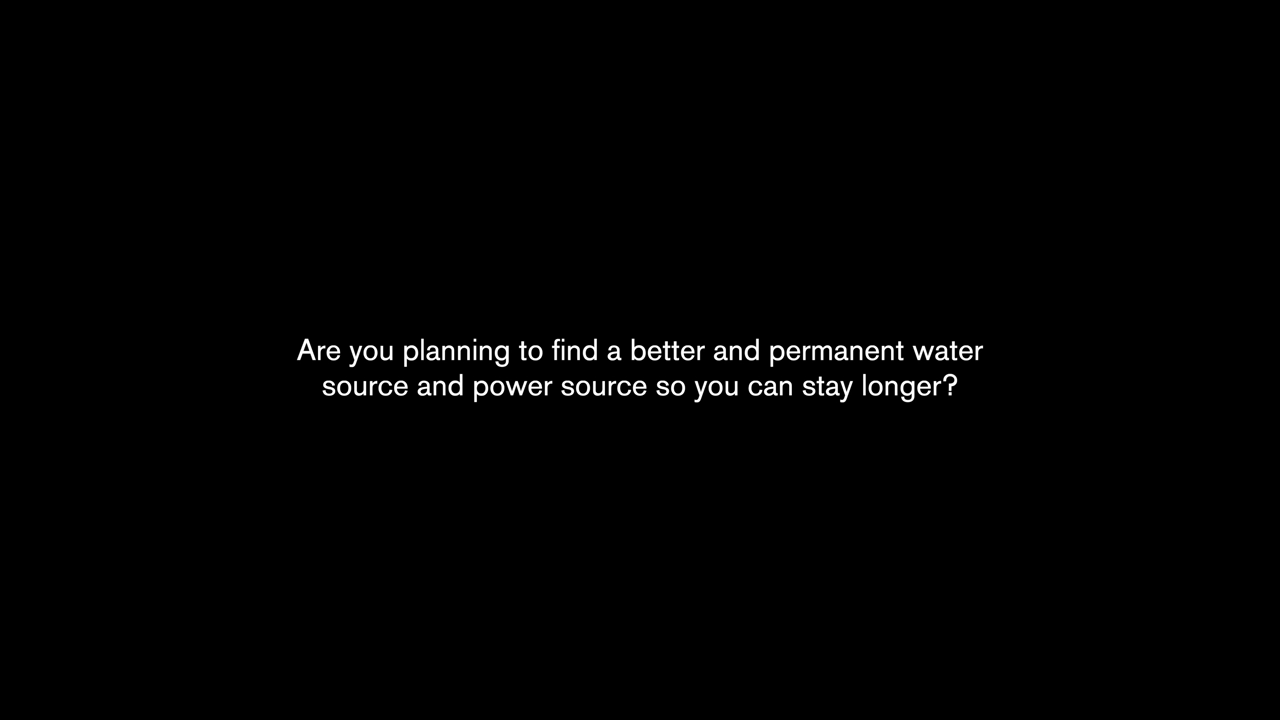 Are you planning to find a better and permanent water
source and power source so you can stay longer?